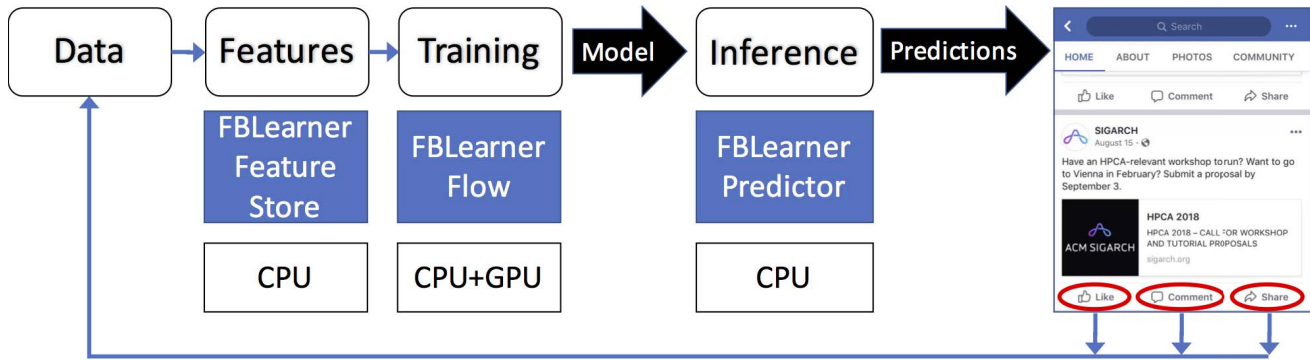 Data
Features
Training
Model
Inference
Predictions
FBLearner
Feature
Store
FBLearner
Flow
FBLearner
Predictor
CPU
CPU+GPU
CPU
Search
HOME ABOUT PHOTOS COMMUNITY
Like Comment Share
SIGARCH
August 15 ·
Have an HPCA-relevant workshop to run? Want to go
to Vienna in February? Submit a proposal by
September 3.
ACM SIGARCH
HPCA 2018
HPCA 2018 – CALL FOR WORKSHOP
AND TUTORIAL PROPOSALS
sigarch.org
Like Comment Share